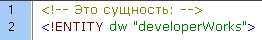 1 <!-- Это сущность: -->
2 <!ENTITY dw "developerWorks">